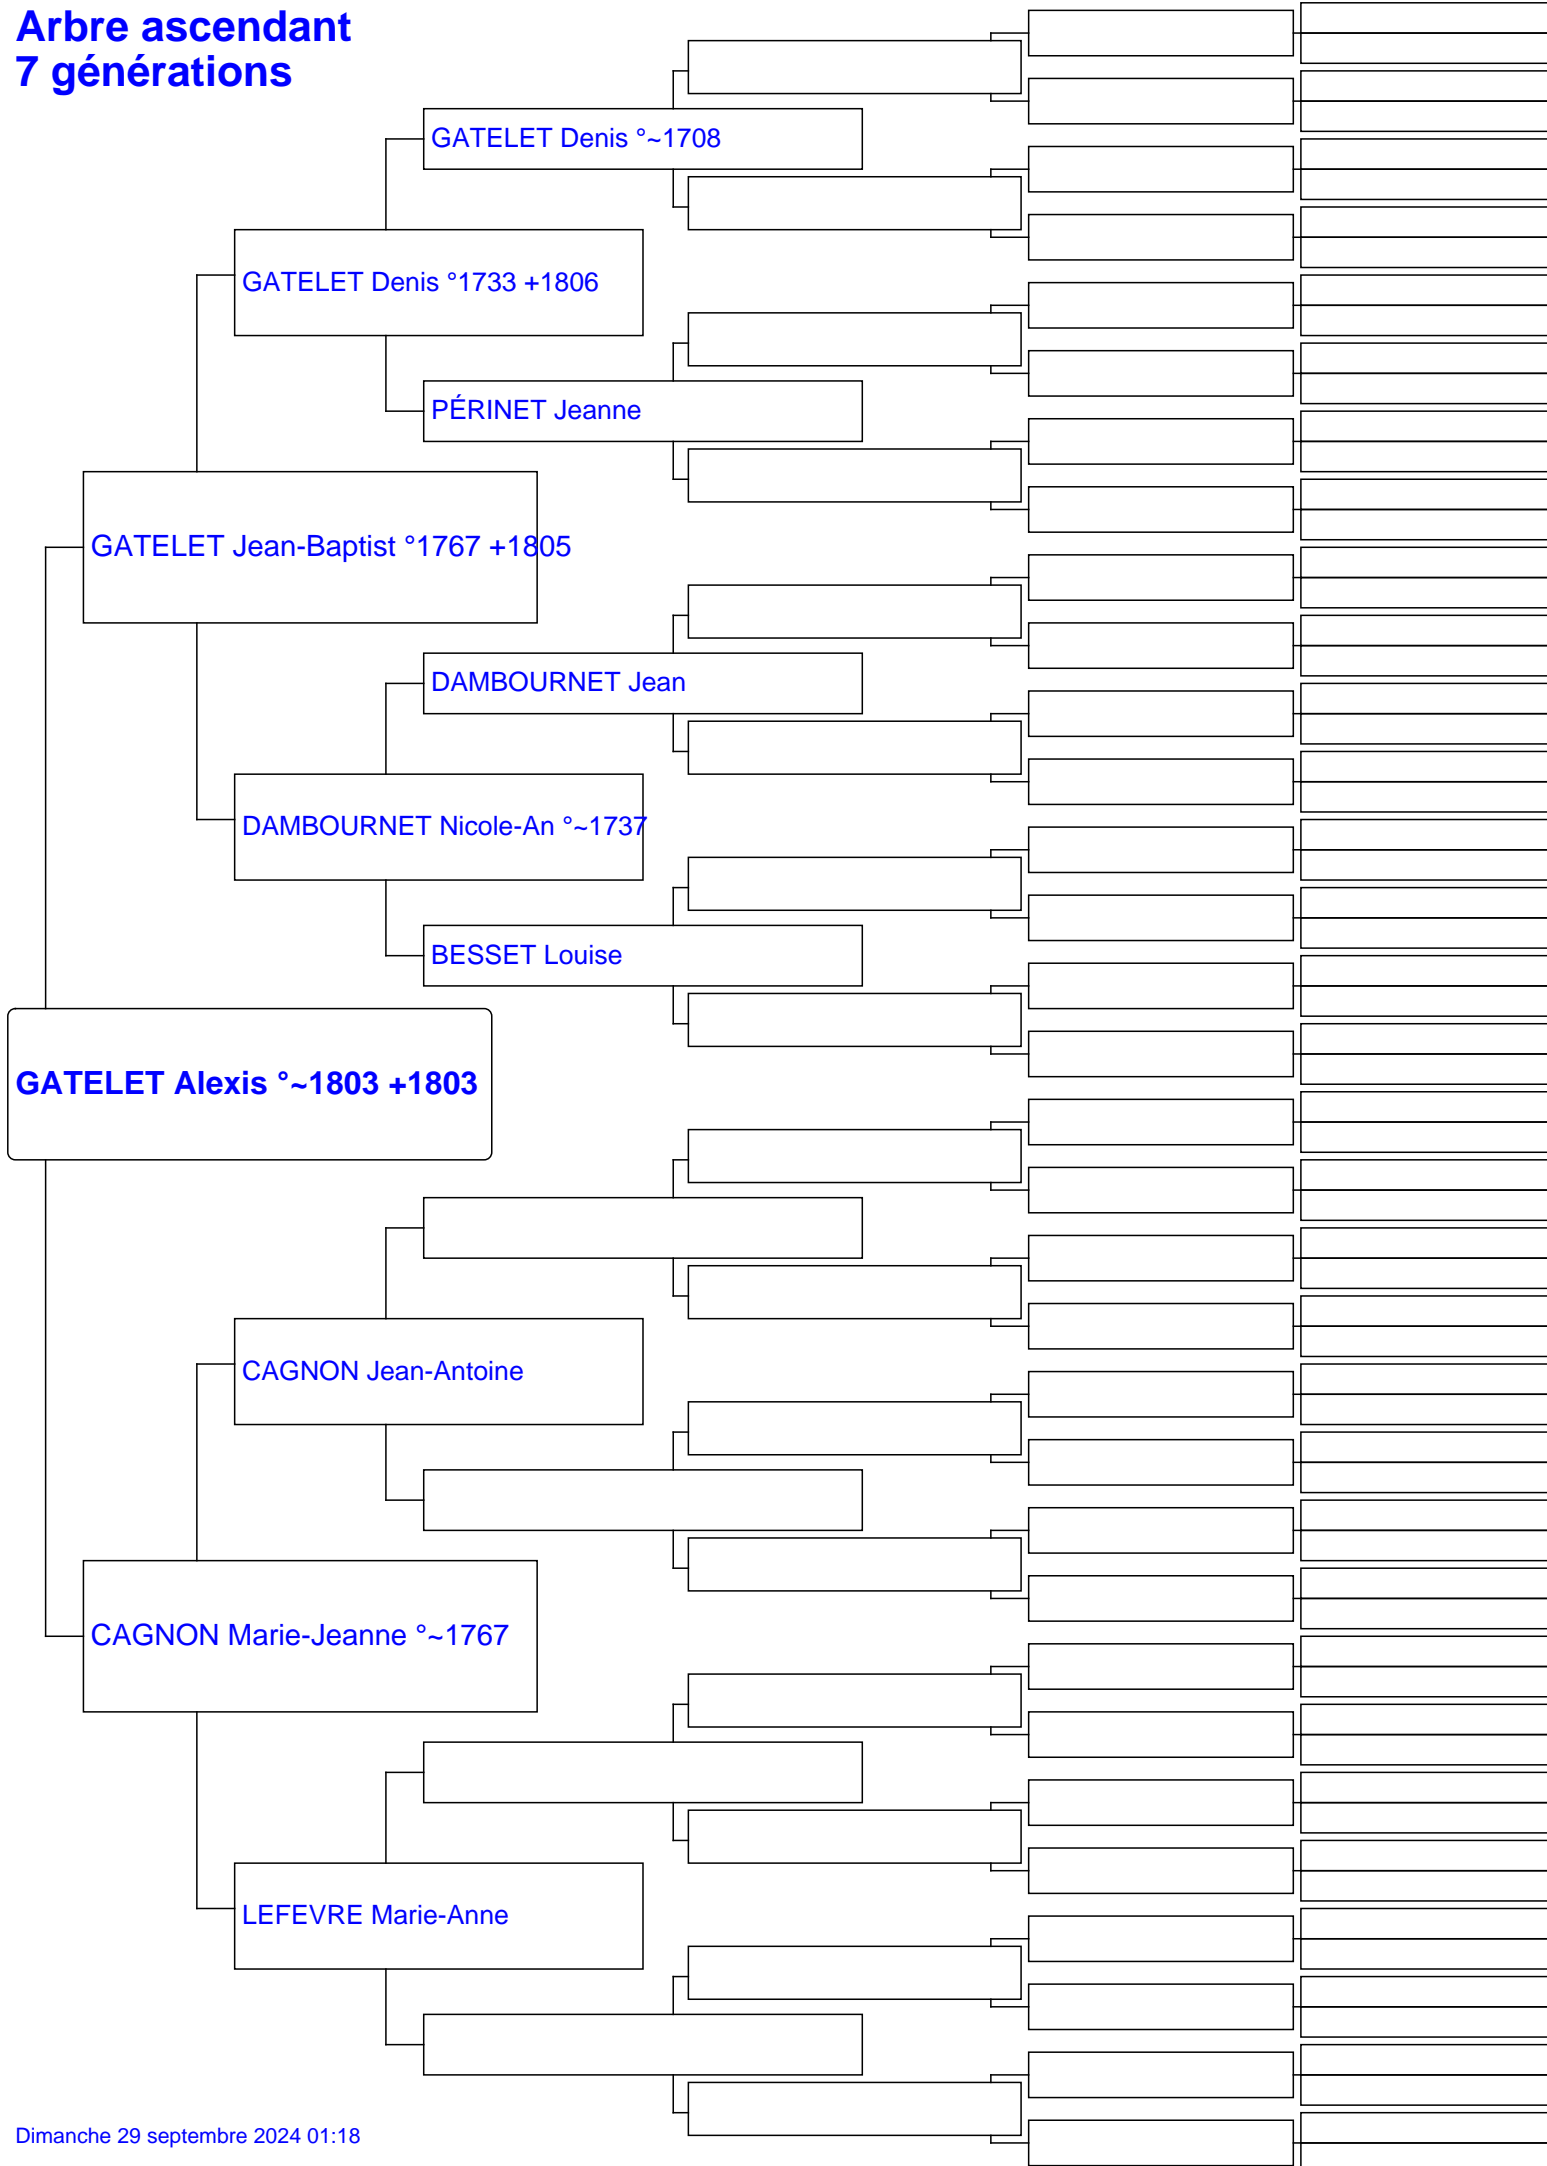 Arbre ascendant
7 générations
GATELET Denis °~1708
GATELET Denis °1733 +1806
PÉRINET Jeanne
GATELET Jean-Baptist °1767 +1805
DAMBOURNET Jean
DAMBOURNET Nicole-An °~1737
BESSET Louise
GATELET Alexis °~1803 +1803
CAGNON Jean-Antoine
CAGNON Marie-Jeanne °~1767
LEFEVRE Marie-Anne
Dimanche 29 septembre 2024 01:18